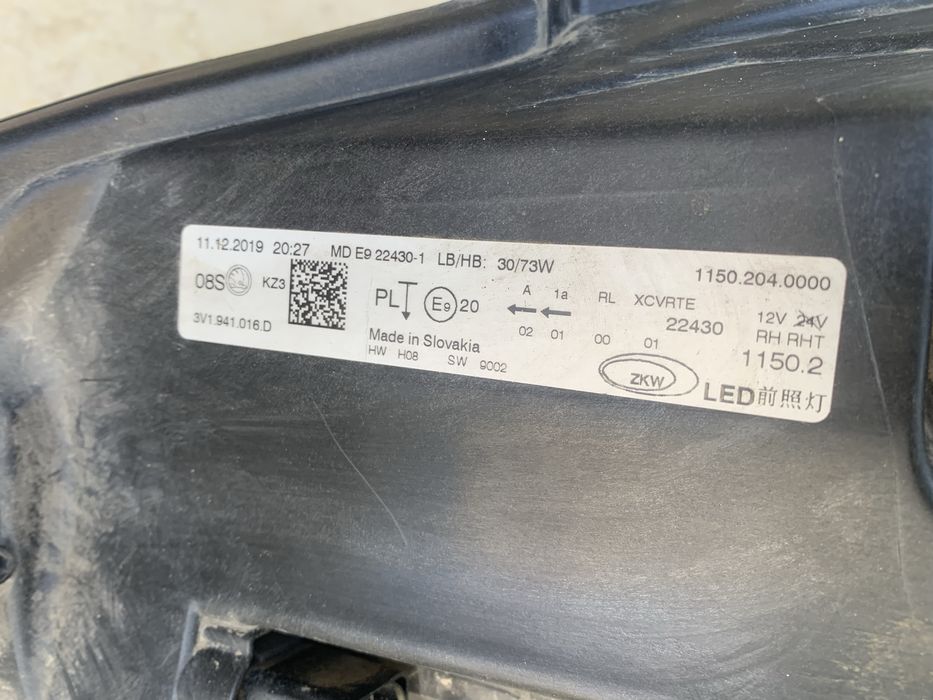 11.12.2019 20:27 MD E9 22430-1 LB/HB: 30/73W 1150.204.0000
08S KZ3 PL E9 20 A 1a RL XCVRTE 12V 24V
02 01 00 01 22430 RH RHT
3V1.941.016.D Made in Slovakia 1150.2
HW H08 SW 9002 ZKW LED前照灯